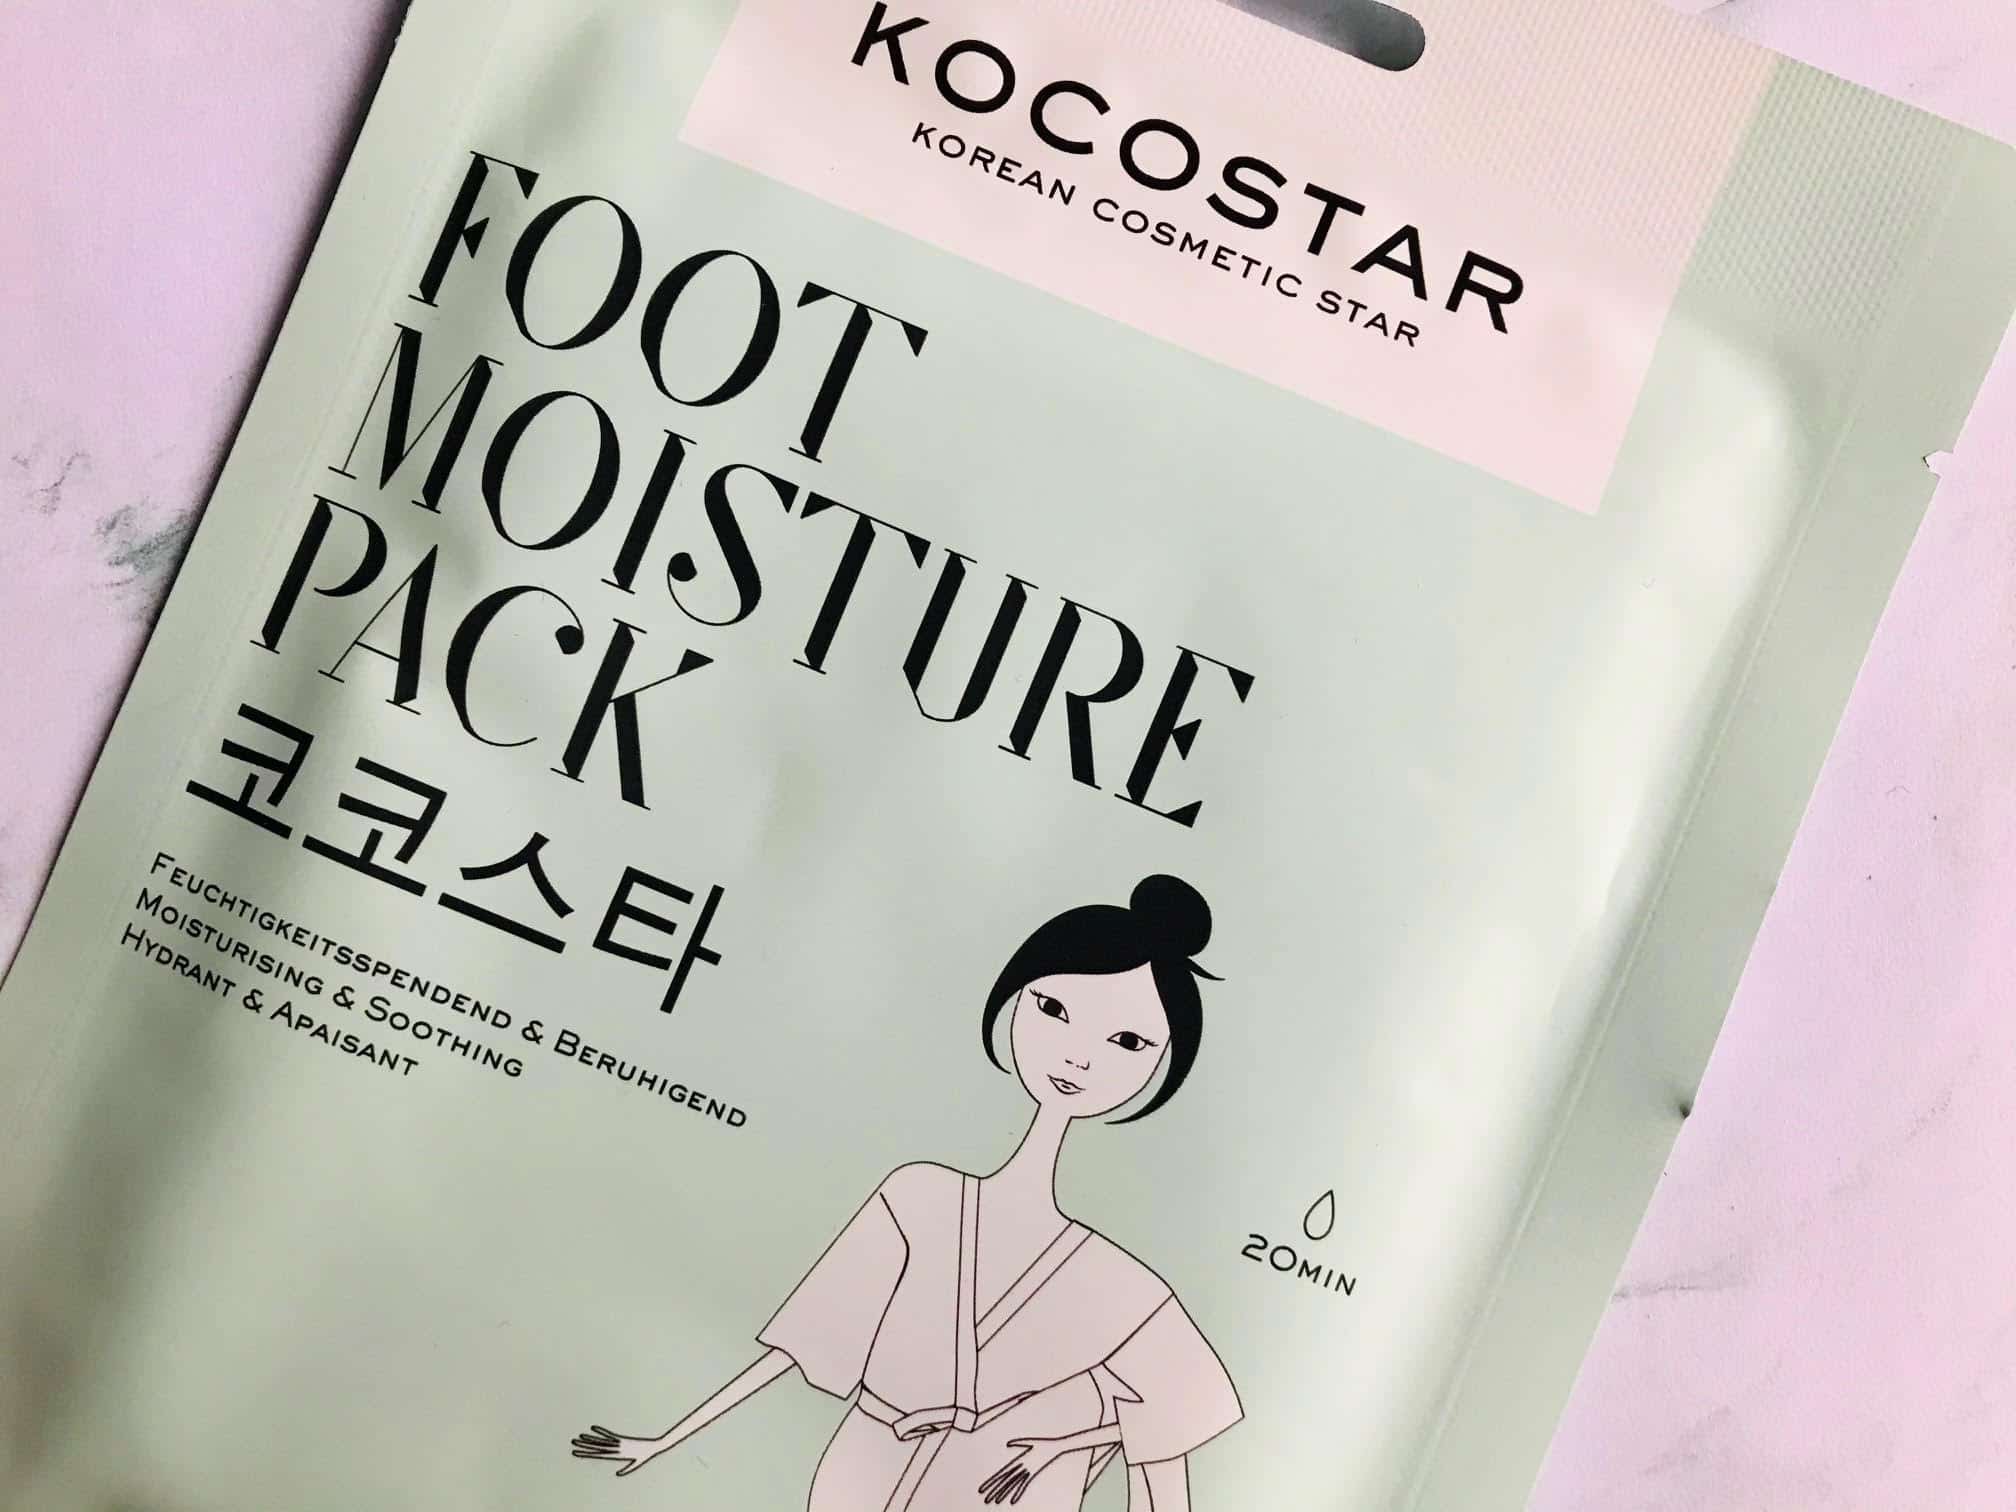 KOCOSTAR
KOREAN COSMETIC STAR
FOOT
MOISTURE
PACK
코코스타
FEUCHTIGKEITSSPENDEND & BERUHIGEND
MOISTURISING & SOOTHING
HYDRANT & APAISANT
20MIN